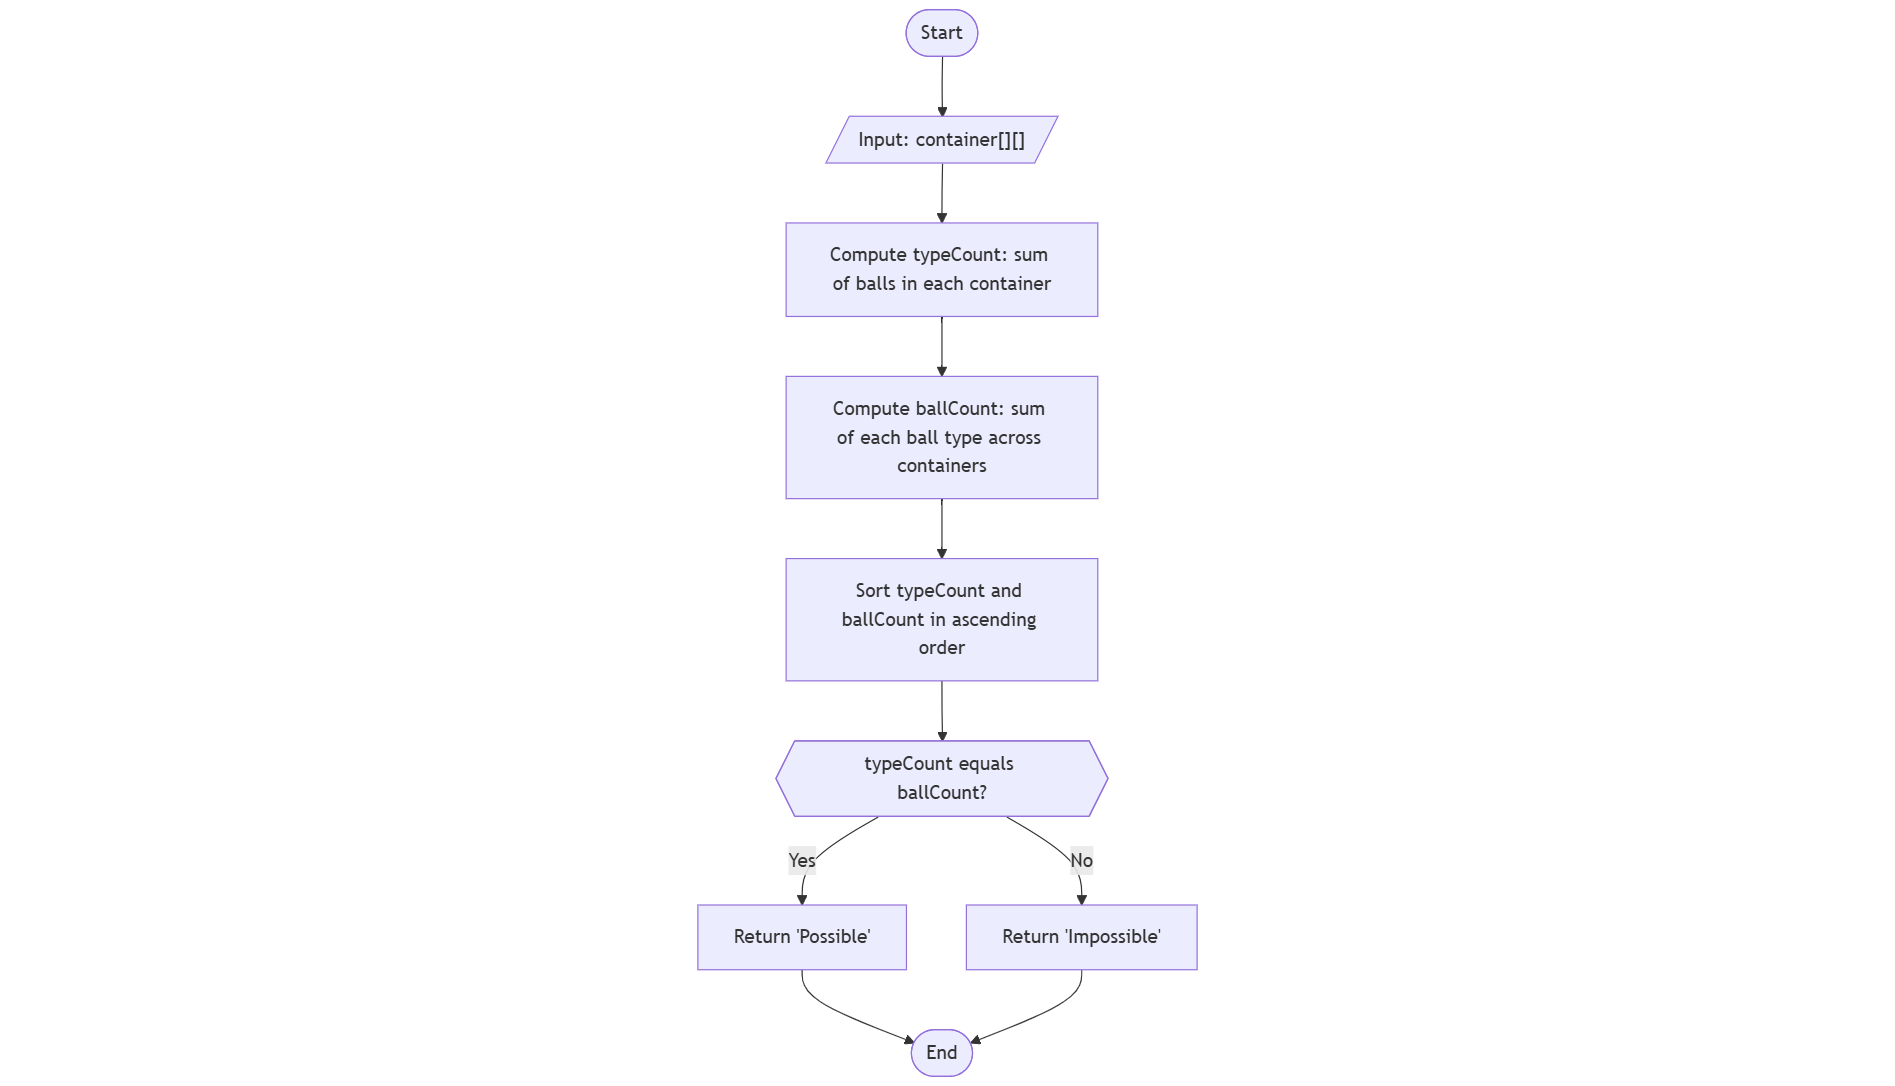 Start
Input: container[][]
Compute typeCount: sum
of balls in each container
Compute ballCount: sum
of each ball type across
containers
Sort typeCount and
ballCount in ascending
order
typeCount equals
ballCount?
Yes
No
Return 'Possible'
Return 'Impossible'
End